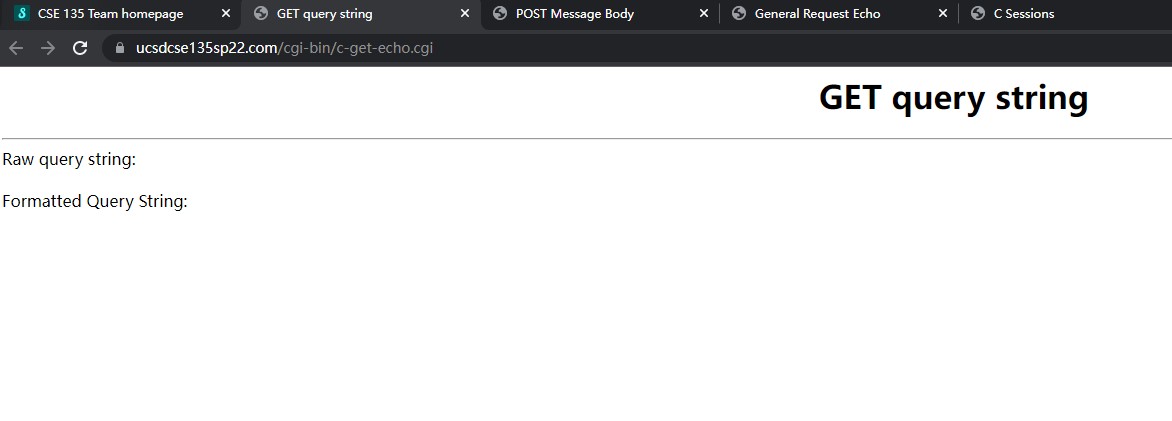 CSE 135 Team homepage
GET query string
POST Message Body
General Request Echo
C Sessions
ucsdcse135sp22.com/cgi-bin/c-get-echo.cgi
GET query string
Raw query string:
Formatted Query String: